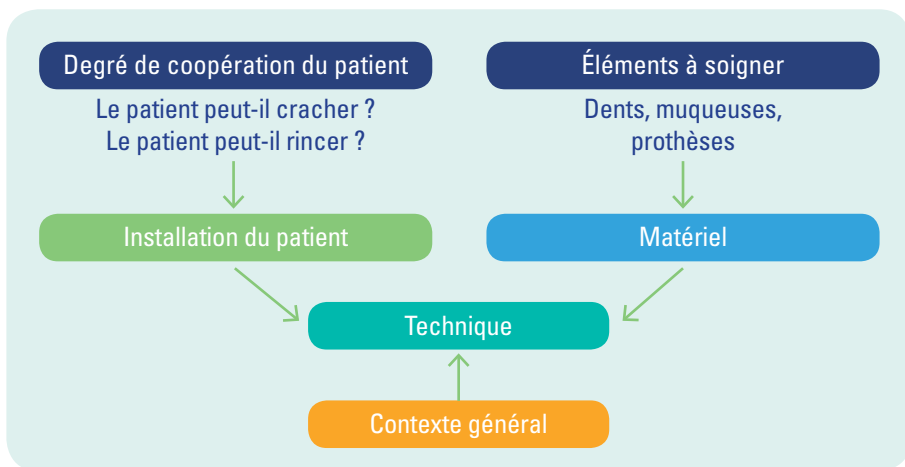 Degré de coopération du patient
Le patient peut-il cracher ?
Le patient peut-il rincer ?
Éléments à soigner
Dents, muqueuses,
prothèses
Installation du patient
Matériel
Technique
Contexte général